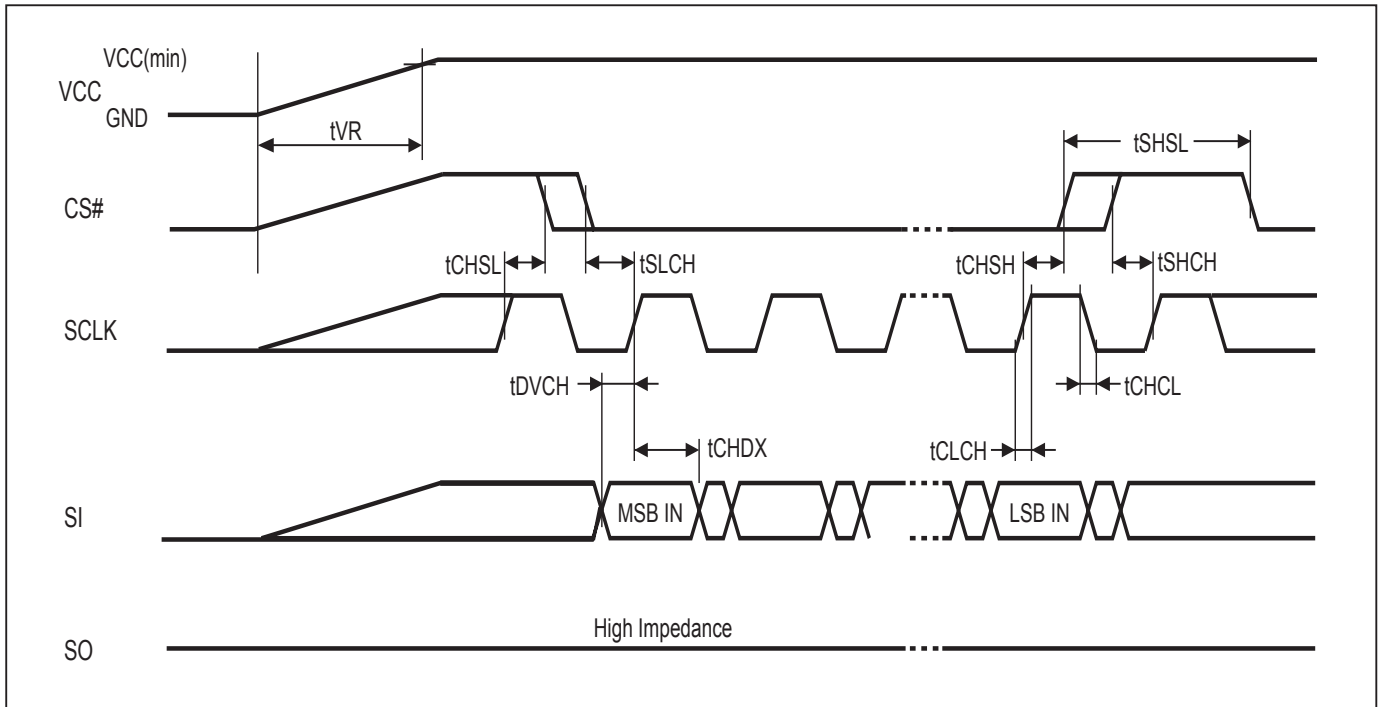 VCC(min)
VCC
GND
tVR
tSHSL
CS#
tCHSL
tSLCH
tCHSH
tSHCH
SCLK
tDVCH
tCHCL
tCHDX
tCLCH
SI
MSB IN
LSB IN
High Impedance
SO